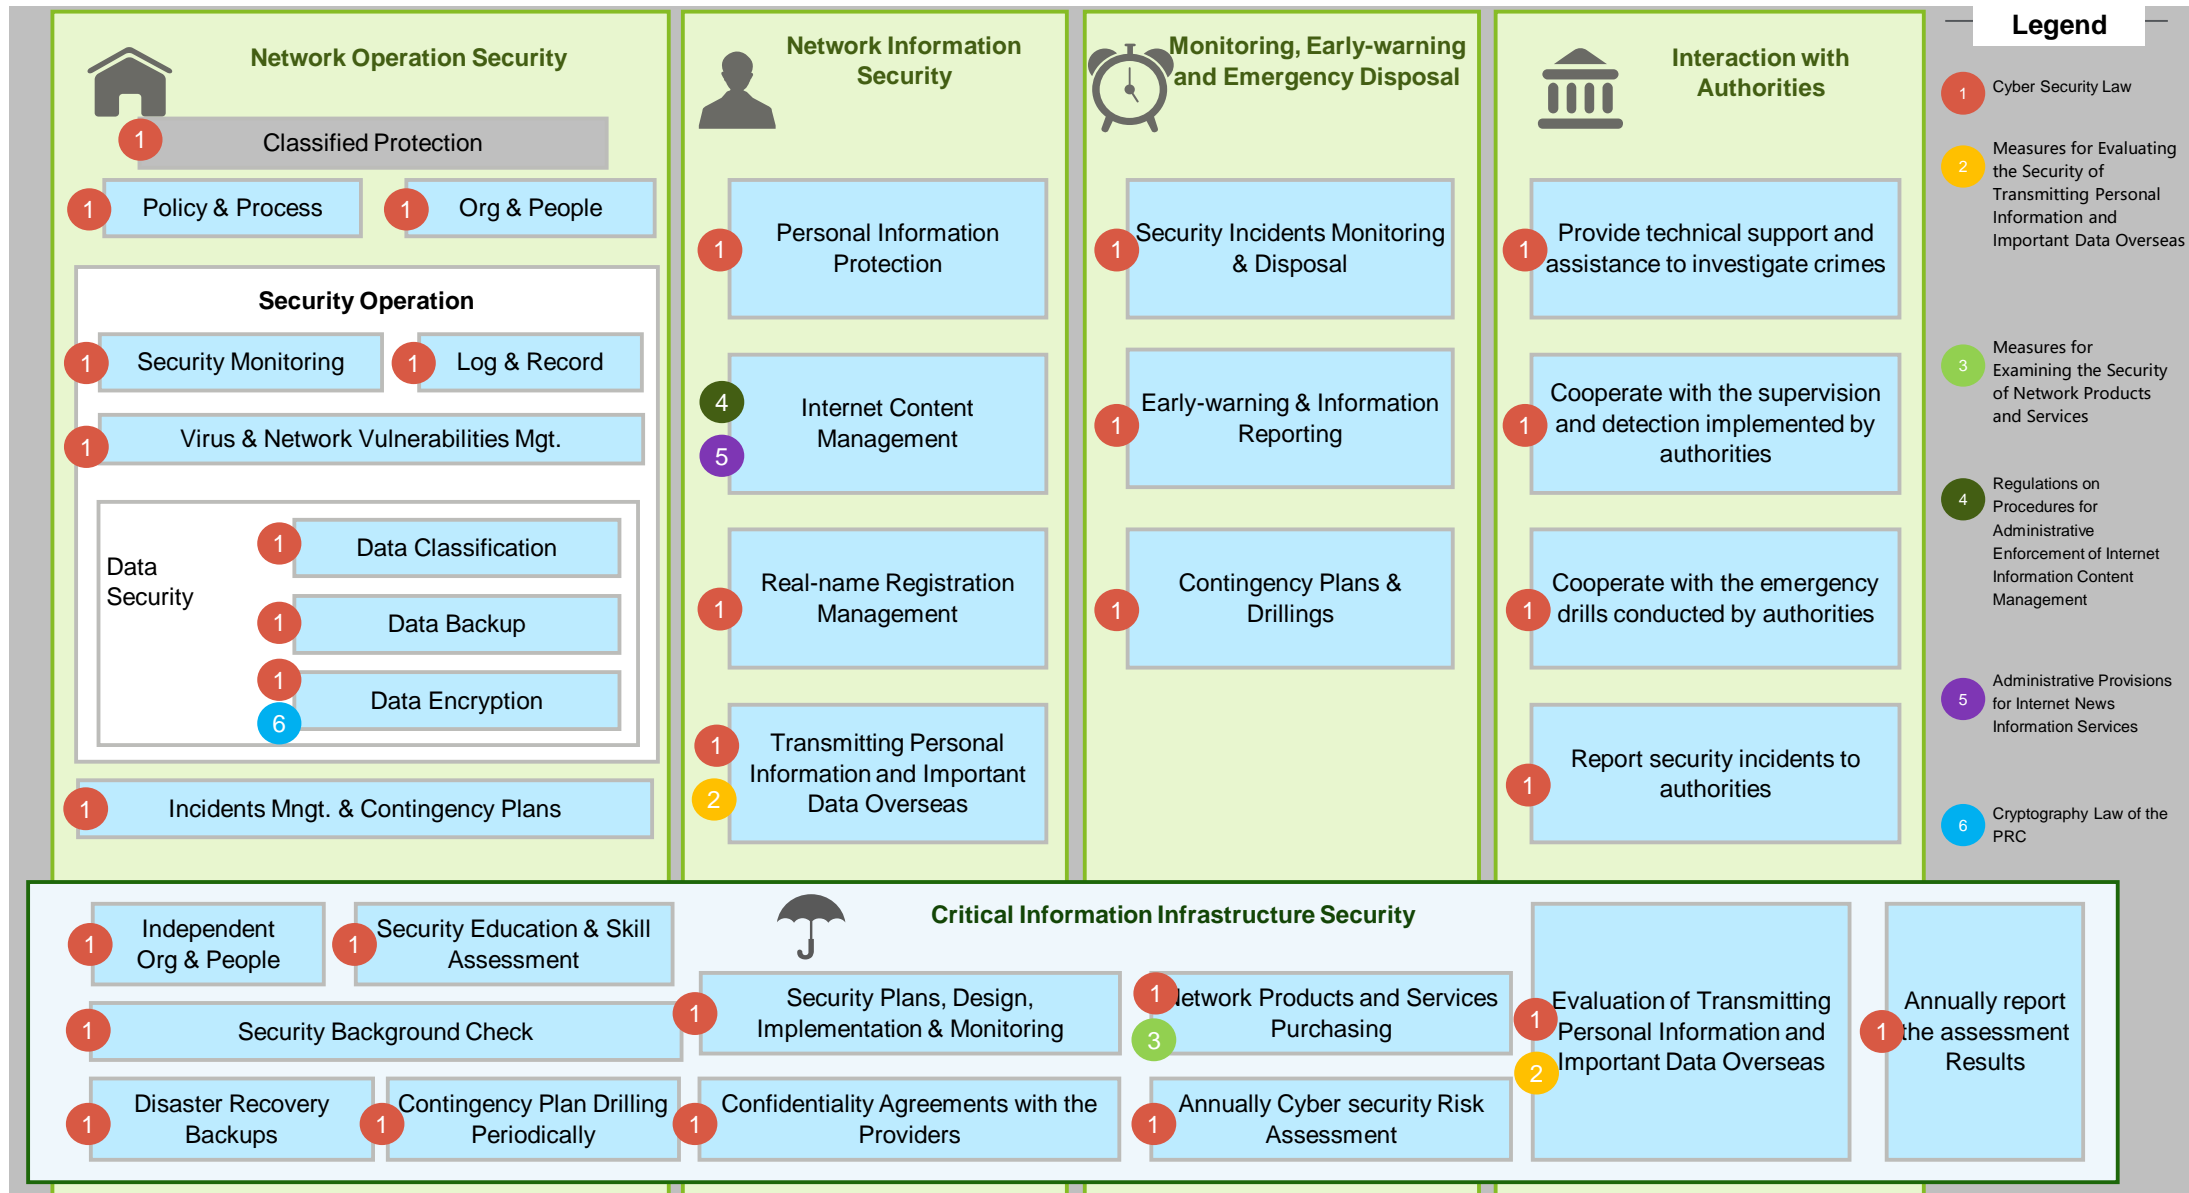 Network Operation Security
1
Classified Protection
1
Policy & Process
1
Org & People
Security Operation
1
Security Monitoring
1
Log & Record
1
Virus & Network Vulnerabilities Mgt.
Data
Security
1
Data Classification
1
Data Backup
1
6
Data Encryption
1
Incidents Mngt. & Contingency Plans
Network Information
Security
1
Personal Information
Protection
4
5
Internet Content
Management
1
Real-name Registration
Management
1
2
Transmitting Personal
Information and Important
Data Overseas
Monitoring, Early-warning
and Emergency Disposal
1
Security Incidents Monitoring
& Disposal
1
Early-warning & Information
Reporting
1
Contingency Plans &
Drillings
Interaction with
Authorities
1
Provide technical support and
assistance to investigate crimes
1
Cooperate with the supervision
and detection implemented by
authorities
1
Cooperate with the emergency
drills conducted by authorities
1
Report security incidents to
authorities
Critical Information Infrastructure Security
1
Independent
Org & People
1
Security Education & Skill
Assessment
1
Security Background Check
1
Disaster Recovery
Backups
1
Contingency Plan Drilling
Periodically
1
Security Plans, Design,
Implementation & Monitoring
1
Confidentiality Agreements with the
Providers
1
3
Network Products and Services
Purchasing
1
Annually Cyber security Risk
Assessment
1
2
Evaluation of Transmitting
Personal Information and
Important Data Overseas
1
Annually report
the assessment
Results
Legend
1
Cyber Security Law
2
Measures for Evaluating
the Security of
Transmitting Personal
Information and
Important Data Overseas
3
Measures for
Examining the Security
of Network Products
and Services
4
Regulations on
Procedures for
Administrative
Enforcement of Internet
Information Content
Management
5
Administrative Provisions
for Internet News
Information Services
6
Cryptography Law of the
PRC